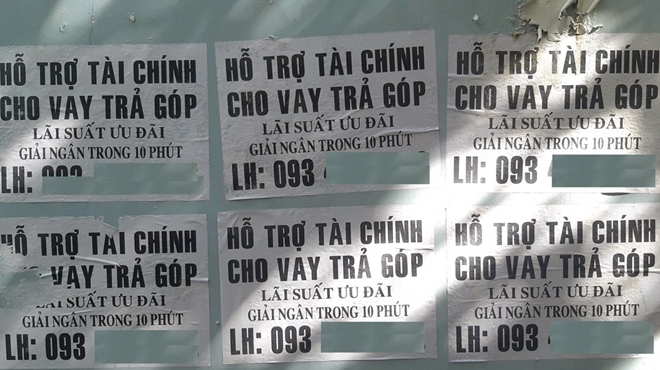 HỖ TRỢ TÀI CHÍNH
CHO VAY TRẢ GÓP
LÃI SUẤT ƯU ĐÃI
GIẢI NGÂN TRONG 10 PHÚT
LH: 093
HỖ TRỢ TÀI CHÍNH
CHO VAY TRẢ GÓP
LÃI SUẤT ƯU ĐÃI
GIẢI NGÂN TRONG 10 PHÚT
LH: 093
HỖ TRỢ TÀI CHÍNH
CHO VAY TRẢ GÓP
LÃI SUẤT ƯU ĐÃI
GIẢI NGÂN TRONG 10 PHÚT
LH: 093
HỖ TRỢ TÀI CHÍNH
VAY TRẢ GÓP
SUẤT ƯU ĐÃI
GIẢI NGÂN TRONG 10 PHÚT
LH: 093
HỖ TRỢ TÀI CHÍNH
CHO VAY TRẢ GÓP
LÃI SUẤT ƯU ĐÃI
GIẢI NGÂN TRONG 10 PHÚT
LH: 093
HỖ TRỢ TÀI CHÍNH
CHO VAY TRẢ GÓP
LÃI SUẤT ƯU ĐÃI
GIẢI NGÂN TRONG 10 PHÚT
LH: 093